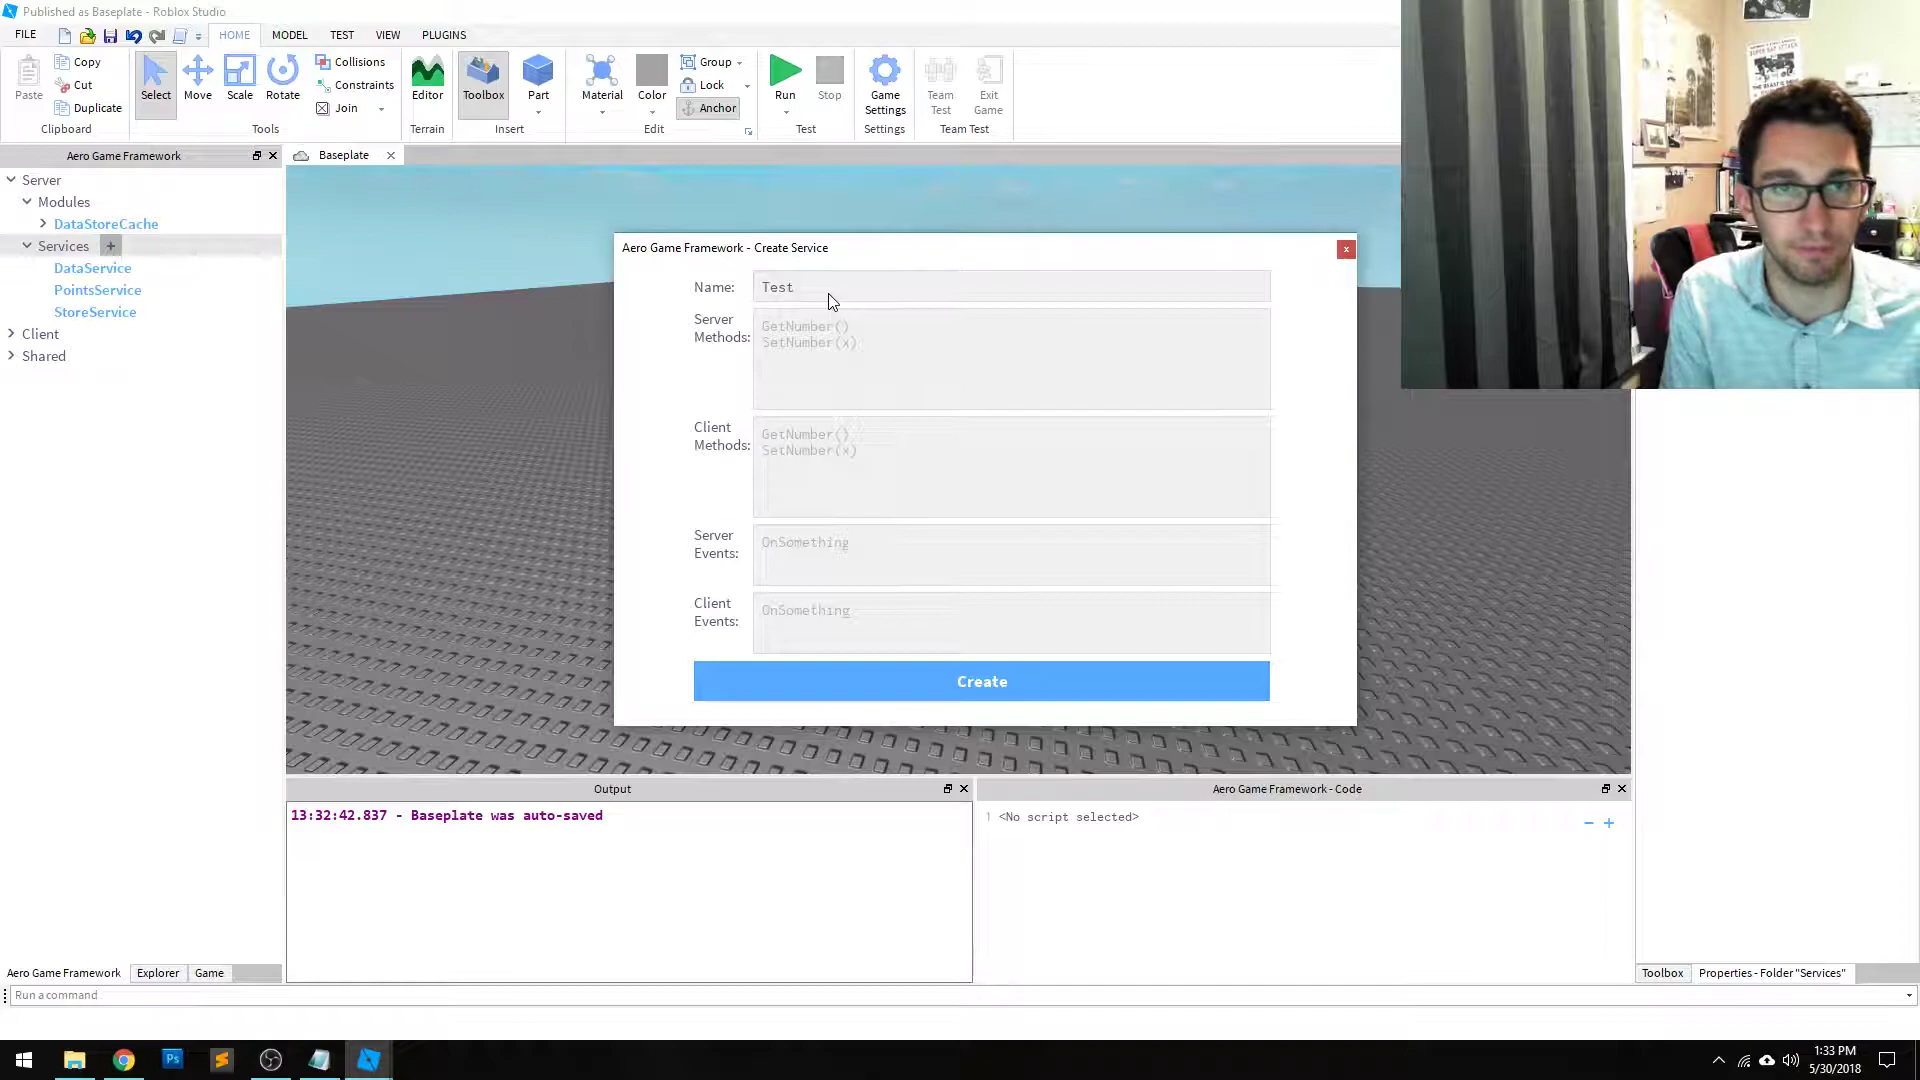 Published as Baseplate - Roblox Studio
FILE
HOME
MODEL
TEST
VIEW
PLUGINS
Paste
Copy
Cut
Duplicate
Clipboard
Select
Move
Scale
Rotate
Collisions
Constraints
Join
Tools
Editor
Terrain
Toolbox
Part
Insert
Material
Color
Group
Lock
Anchor
Edit
Run
Stop
Test
Game
Settings
Settings
Team
Test
Exit
Game
Team Test
Aero Game Framework
Server
Modules
DataStoreCache
Services +
DataService
PointsService
StoreService
Client
Shared
Baseplate
Aero Game Framework - Create Service
Name:
Test
Server
Methods:
GetNumber()
SetNumber(x)
Client
Methods:
GetNumber()
SetNumber(x)
Server
Events:
OnSomething
Client
Events:
OnSomething
Create
Output
13:32:42.837 - Baseplate was auto-saved
Aero Game Framework - Code
1 <No script selected>
Aero Game Framework
Explorer
Game
Toolbox
Properties - Folder "Services"
Run a command
Ps
1:33 PM
5/30/2018